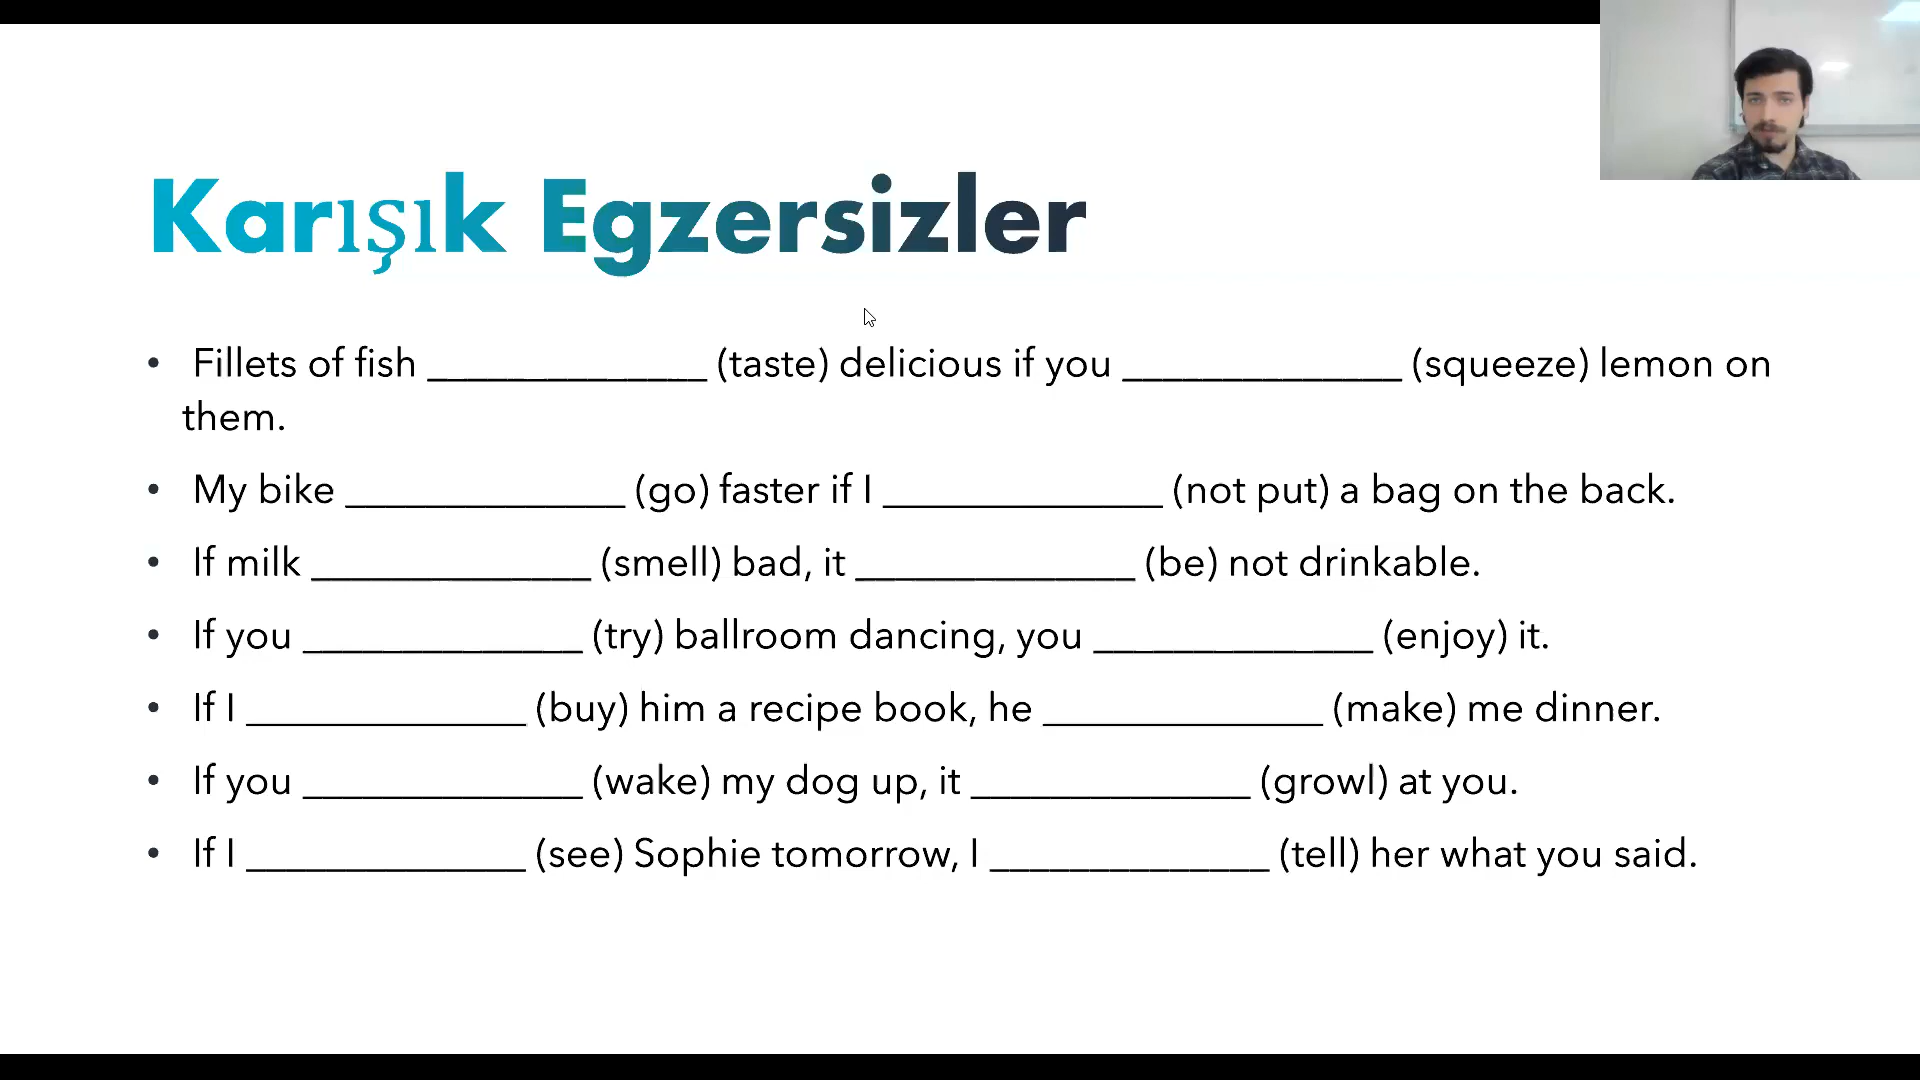 Karışık Egzersizler
• Fillets of fish ______________ (taste) delicious if you ______________ (squeeze) lemon on
them.
• My bike ______________ (go) faster if I ______________ (not put) a bag on the back.
• If milk ______________ (smell) bad, it ______________ (be) not drinkable.
• If you ______________ (try) ballroom dancing, you ______________ (enjoy) it.
• If I ______________ (buy) him a recipe book, he ______________ (make) me dinner.
• If you ______________ (wake) my dog up, it ______________ (growl) at you.
• If I ______________ (see) Sophie tomorrow, I ______________ (tell) her what you said.